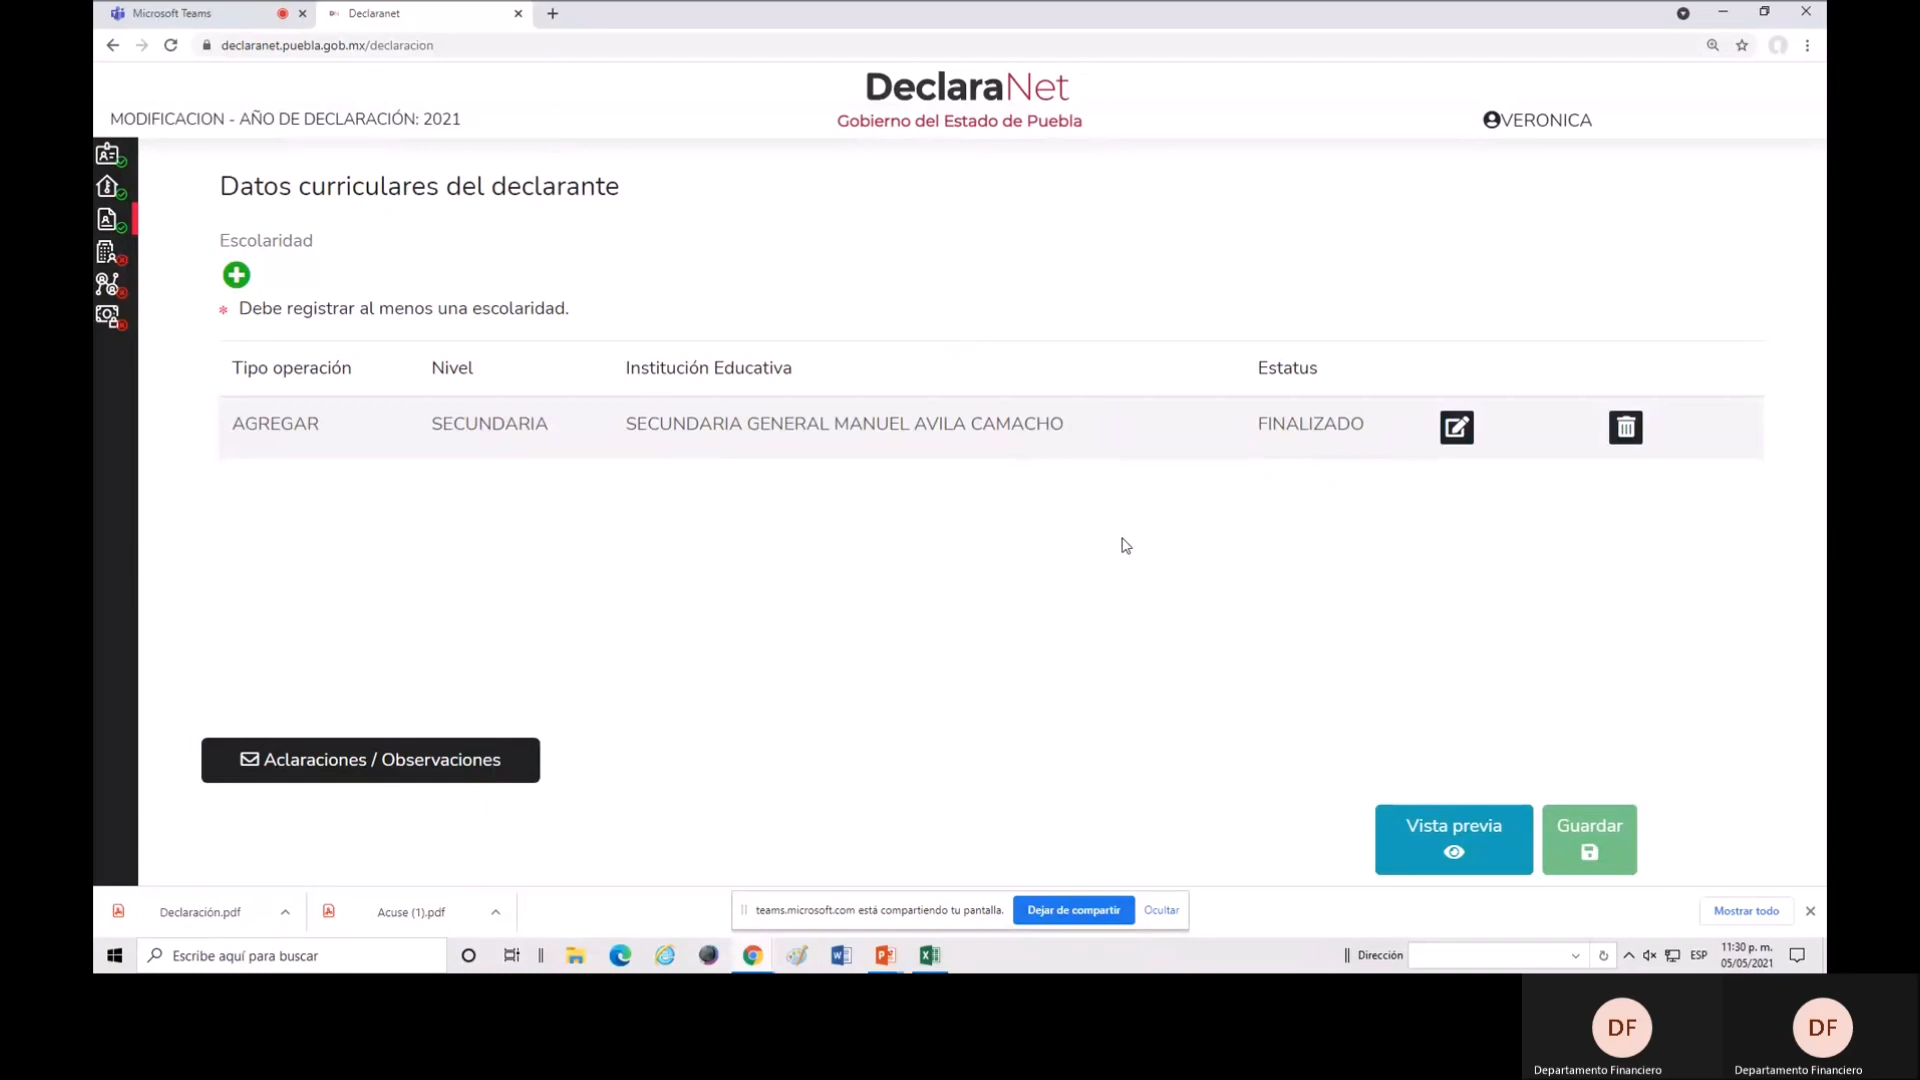 Microsoft Teams
Declaranet
declaranet.puebla.gob.mx/declaracion
DeclaraNet
MODIFICACION - AÑO DE DECLARACIÓN: 2021
Gobierno del Estado de Puebla
VERONICA
Datos curriculares del declarante
Escolaridad
* Debe registrar al menos una escolaridad.
Tipo operación Nivel Institución Educativa Estatus
AGREGAR SECUNDARIA SECUNDARIA GENERAL MANUEL AVILA CAMACHO FINALIZADO
Aclaraciones / Observaciones
Vista previa
Guardar
Declaración.pdf
Acuse (1).pdf
teams.microsoft.com está compartiendo tu pantalla.
Dejar de compartir
Ocultar
Mostrar todo
Escribe aquí para buscar
Dirección
ESP
11:30 p. m.
05/05/2021
DF
Departamento Financiero
DF
Departamento Financiero